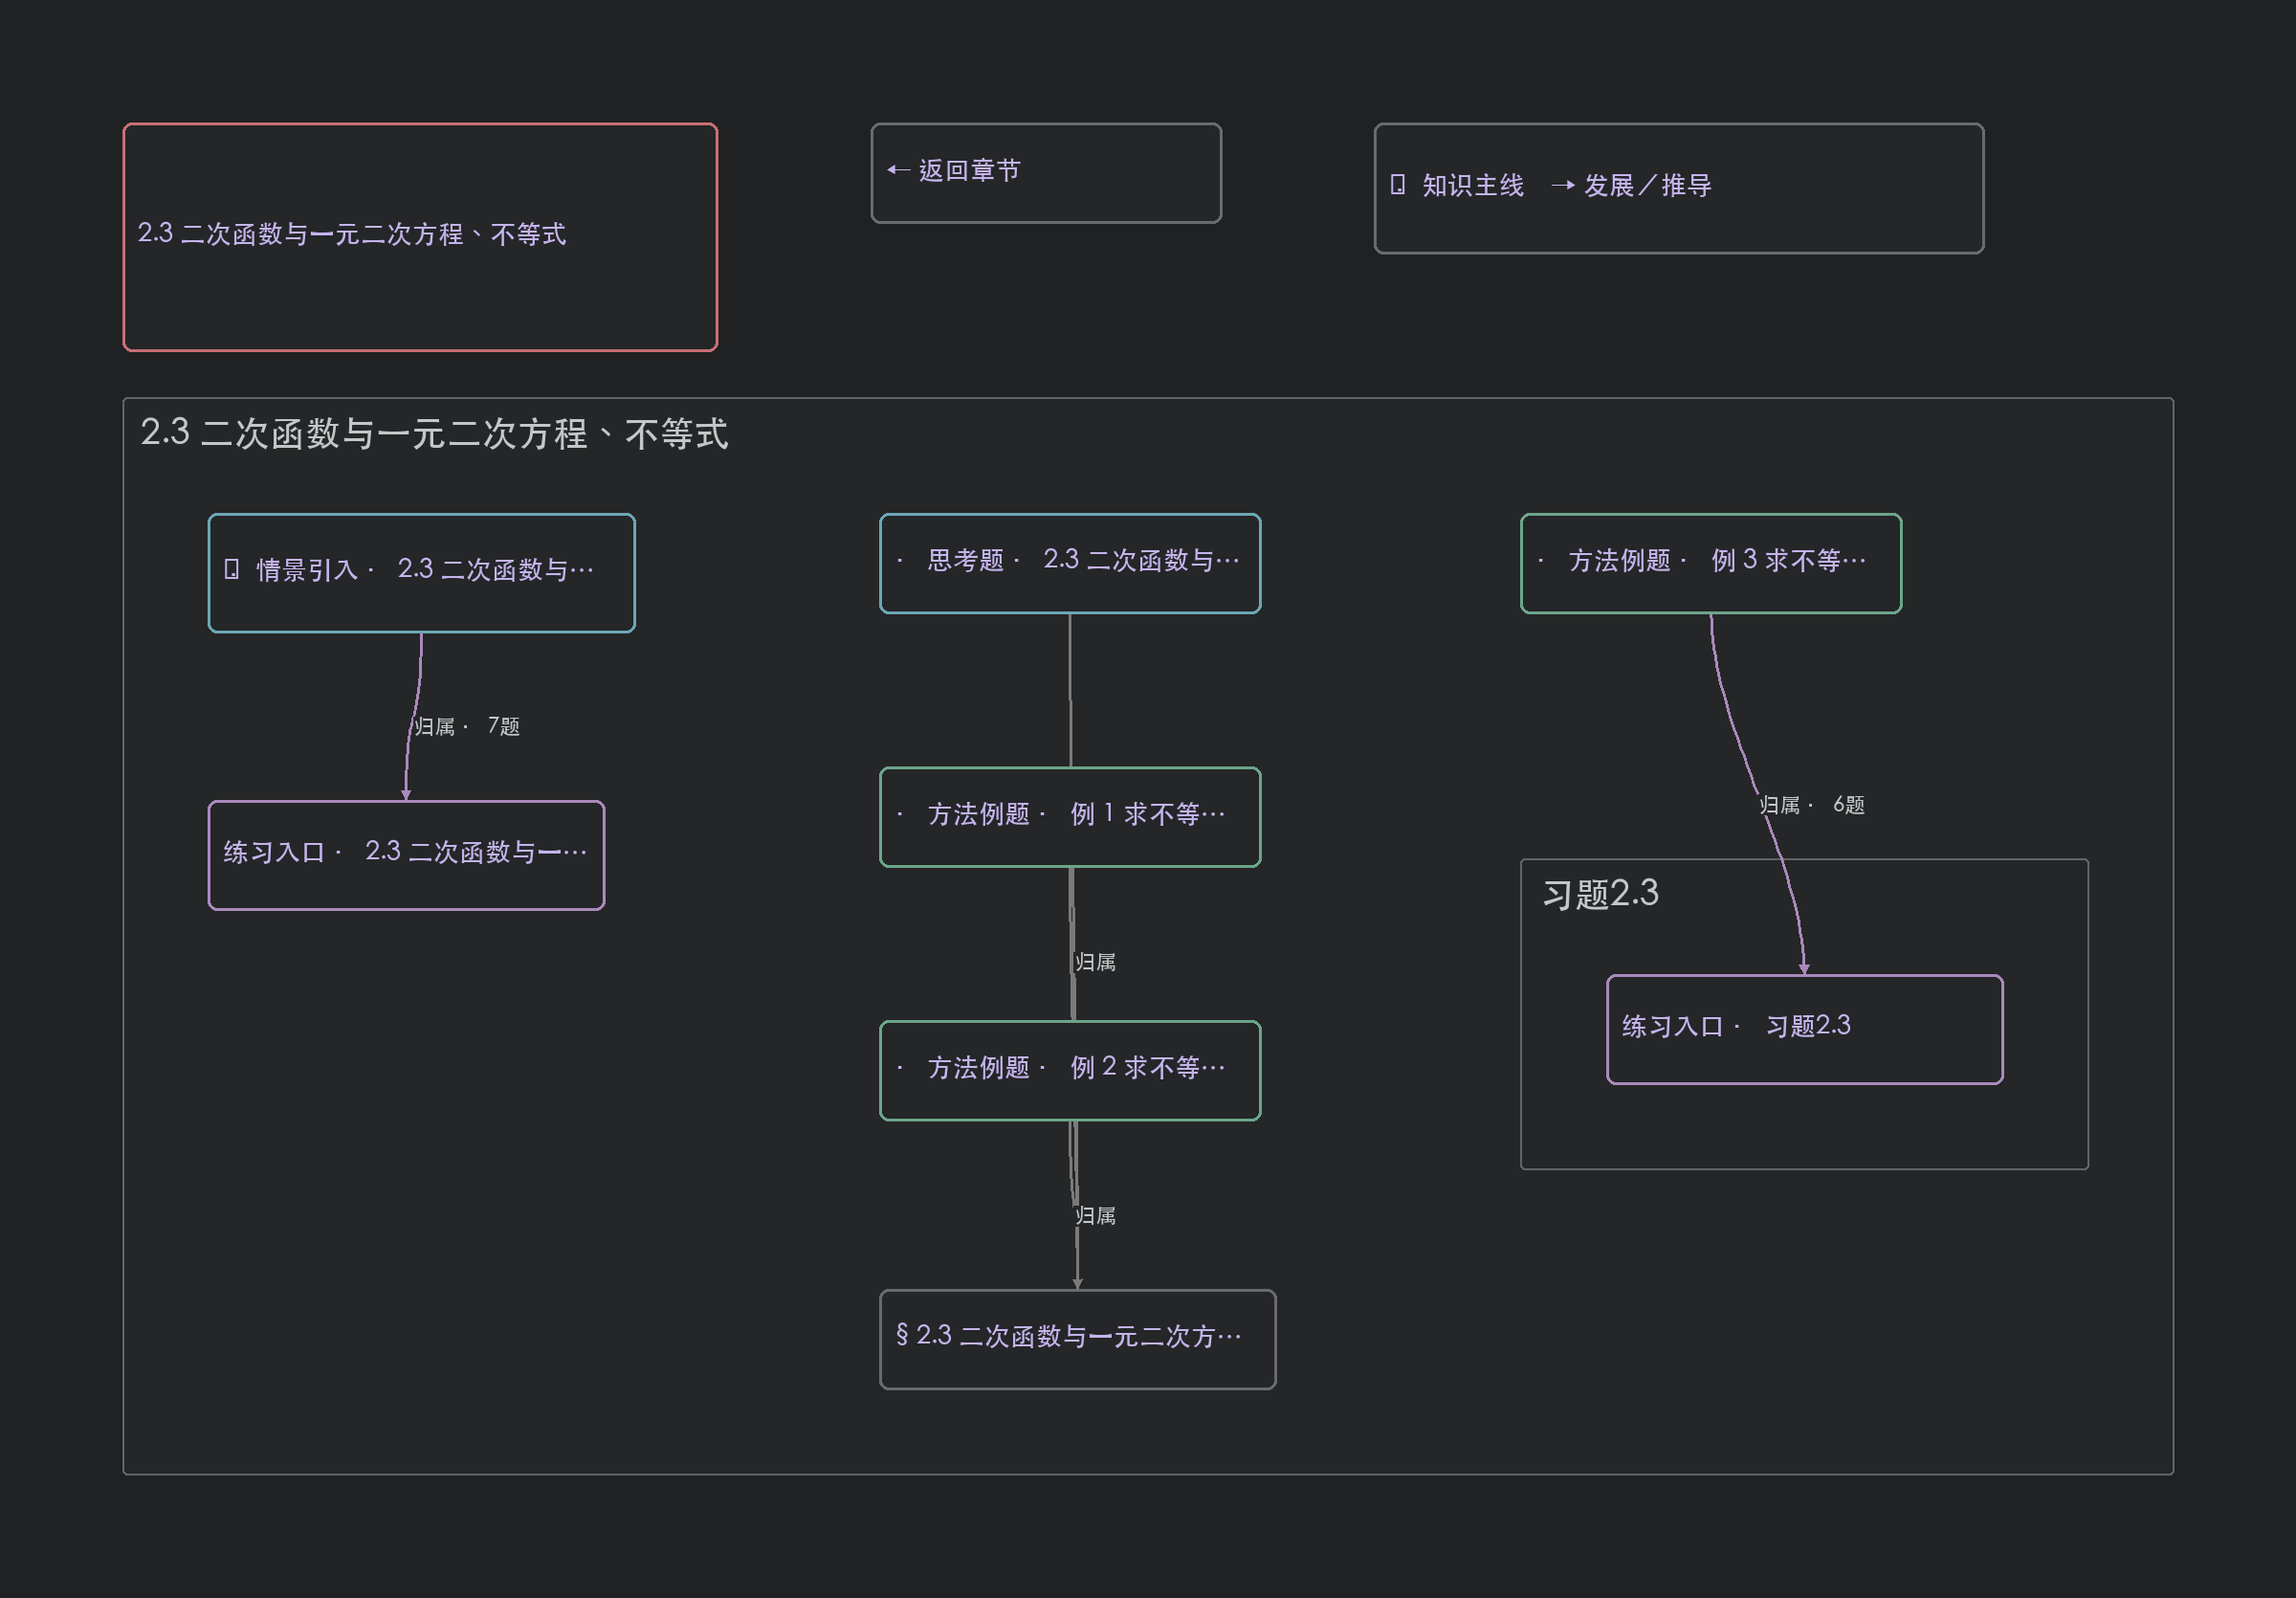 2.3 二次函数与一元二次方程、不等式
← 返回章节
知识主线 → 发展／推导
2.3 二次函数与一元二次方程、不等式
情景引入 · 2.3 二次函数与…
· 思考题 · 2.3 二次函数与…
· 方法例题 · 例 3 求不等…
归属 · 7题
归属 · 6题
练习入口 · 2.3 二次函数与一…
· 方法例题 · 例 1 求不等…
习题2.3
归属
练习入口 · 习题2.3
· 方法例题 · 例 2 求不等…
归属
§ 2.3 二次函数与一元二次方…